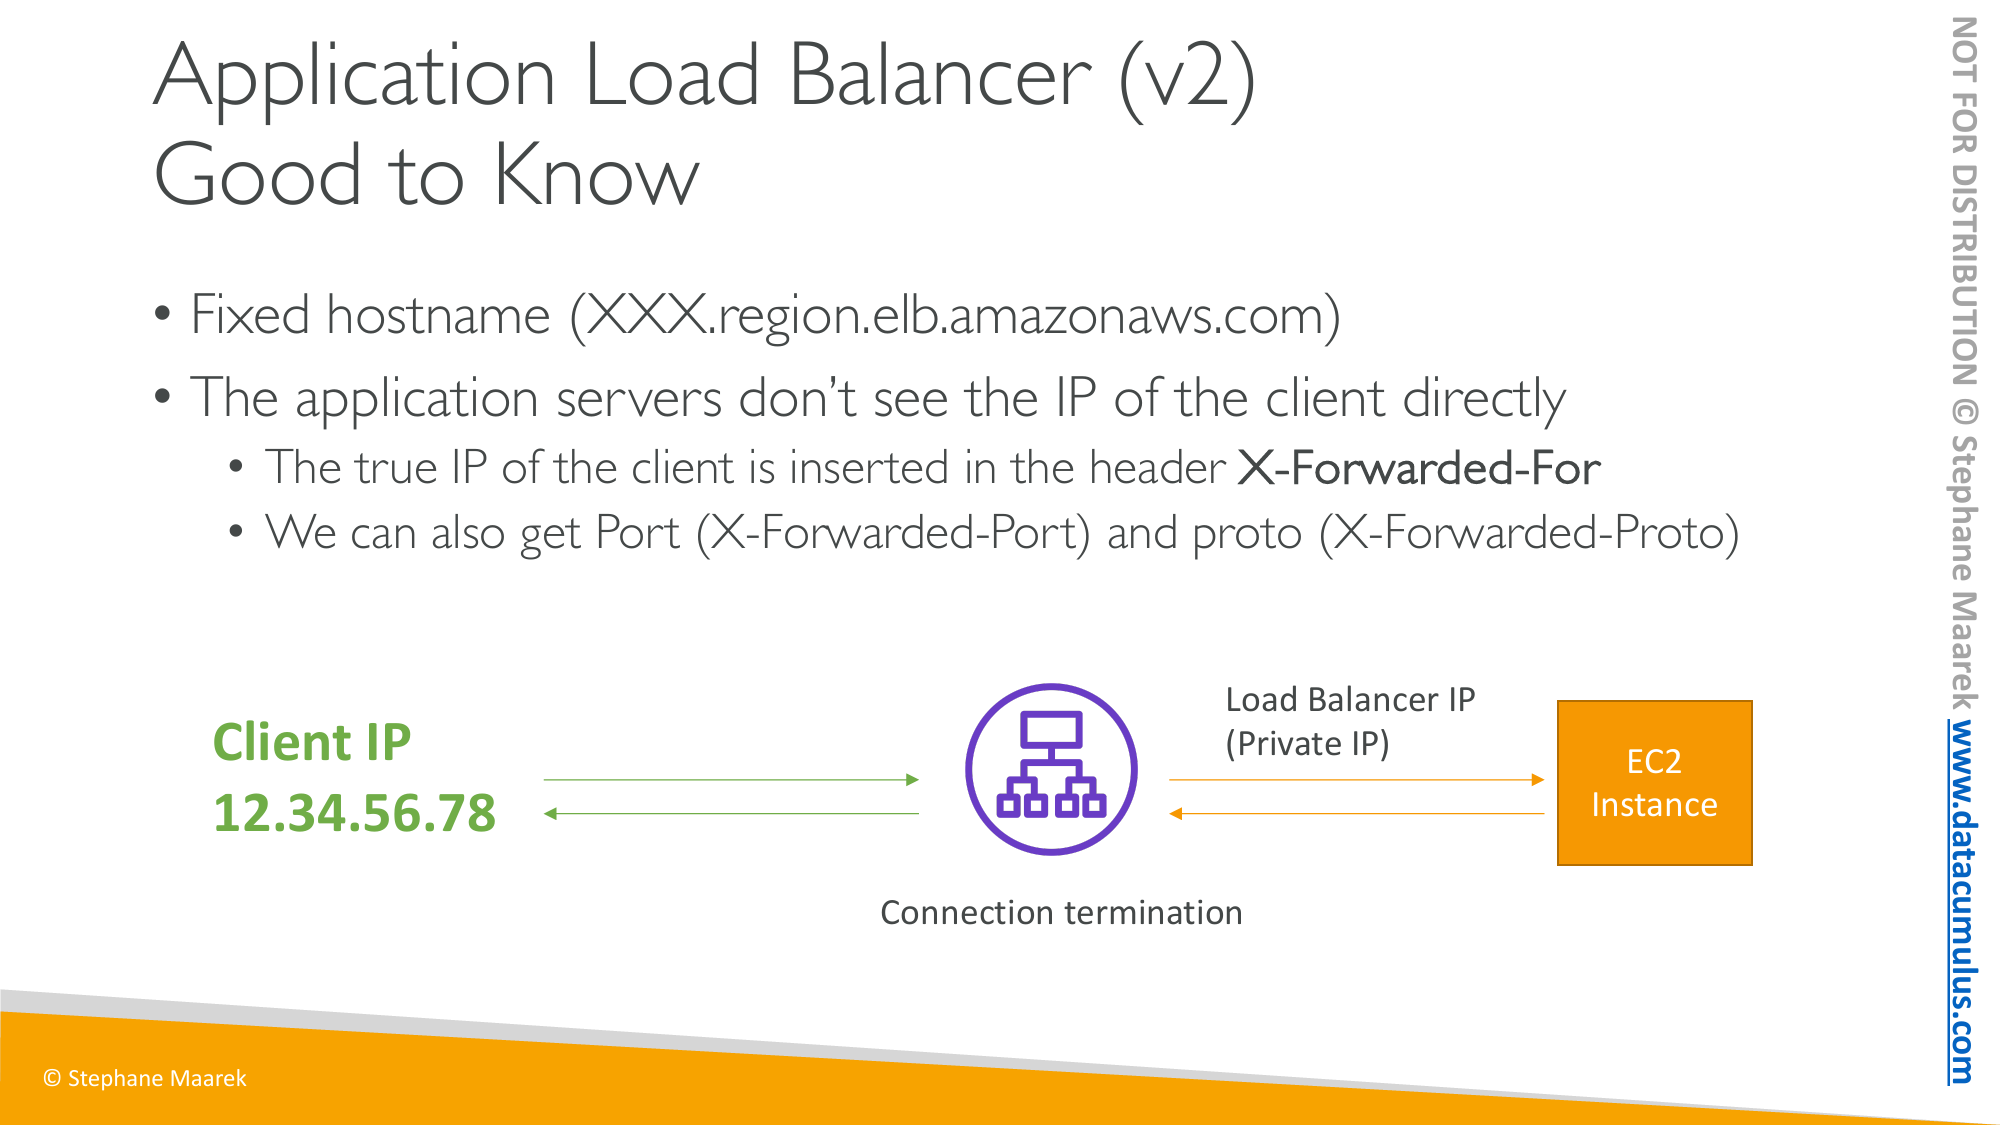 Application Load Balancer (v2)
Good to Know
• Fixed hostname (XXX.region.elb.amazonaws.com)
• The application servers don’t see the IP of the client directly
• The true IP of the client is inserted in the header X-Forwarded-For
• We can also get Port (X-Forwarded-Port) and proto (X-Forwarded-Proto)
Client IP
12.34.56.78
Load Balancer IP
(Private IP)
EC2
Instance
Connection termination
© Stephane Maarek
NOT FOR DISTRIBUTION © Stephane Maarek www.datacumulus.com